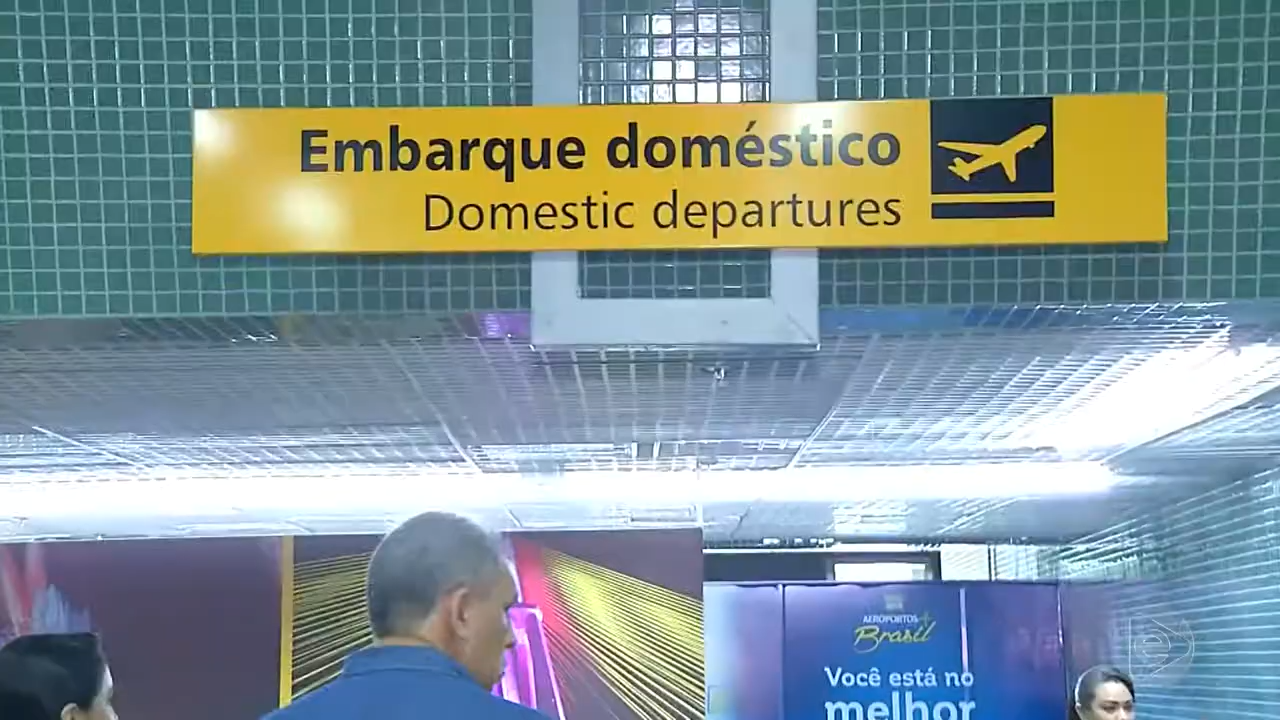 Embarque doméstico
Domestic departures
AEROPORTOS
Brasil
Você está no
melhor